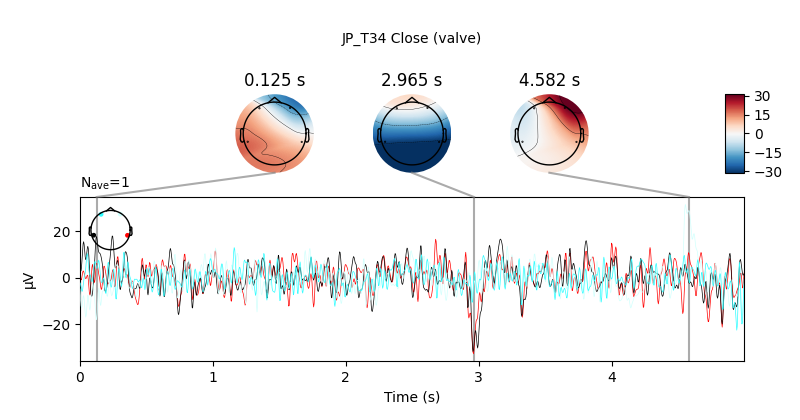 JP_T34 Close (valve)
0.125 s
2.965 s
4.582 s
30
15
0
−15
−30
Nave=1
20
0
−20
µV
0
1
2
3
4
Time (s)